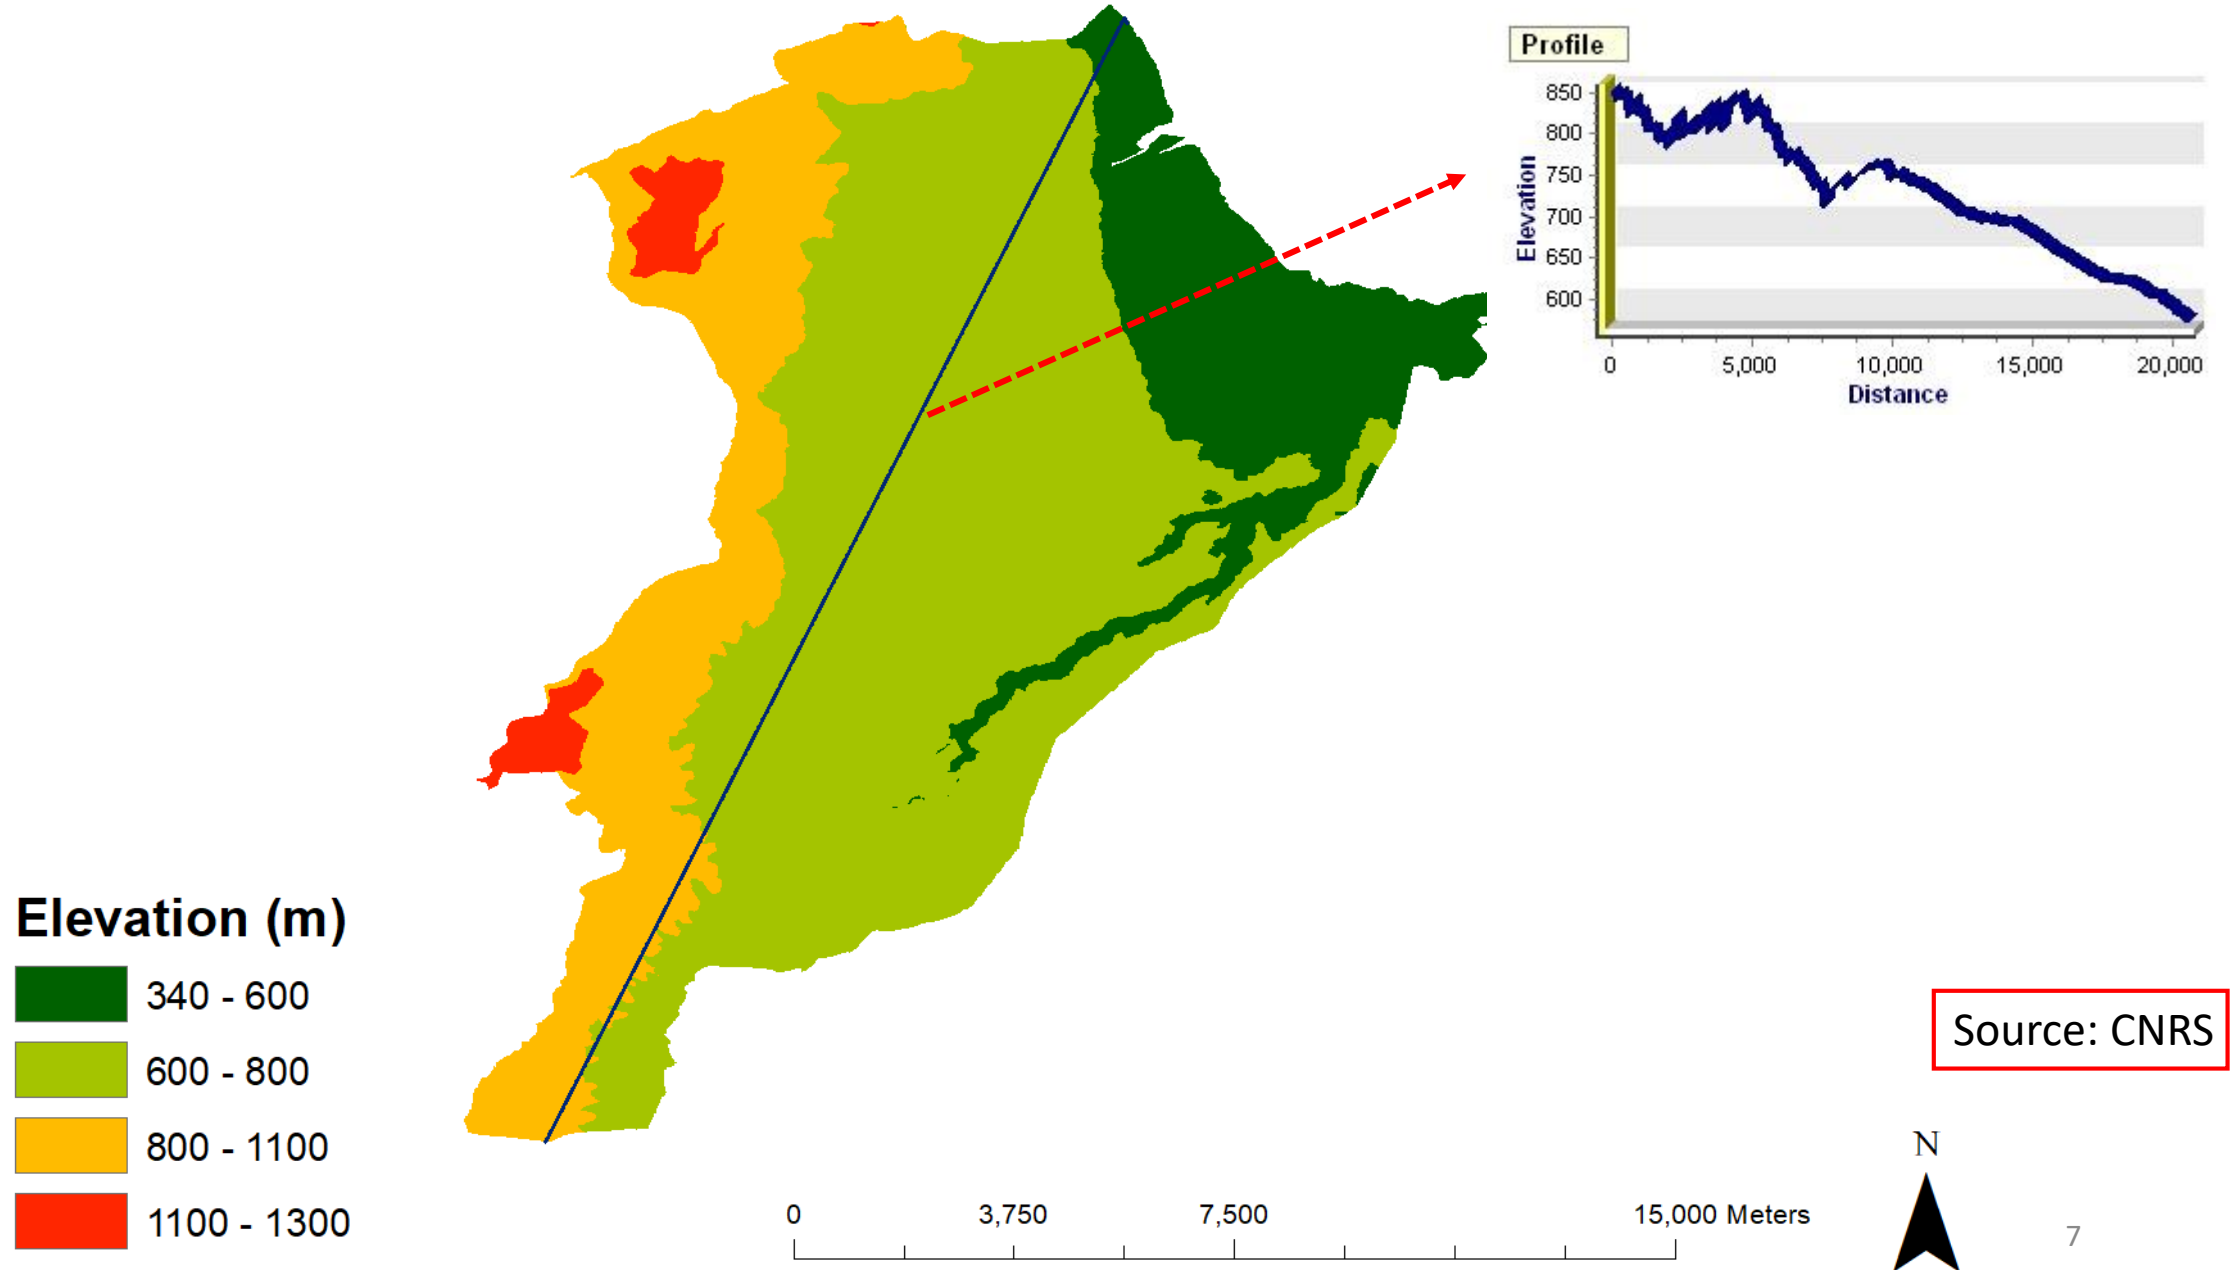 Profile
850
800
750
700
650
600
Elevation
0 5,000 10,000 15,000 20,000
Distance
Elevation (m)
340 - 600
600 - 800
800 - 1100
1100 - 1300
Source: CNRS
N
0 3,750 7,500 15,000 Meters
7